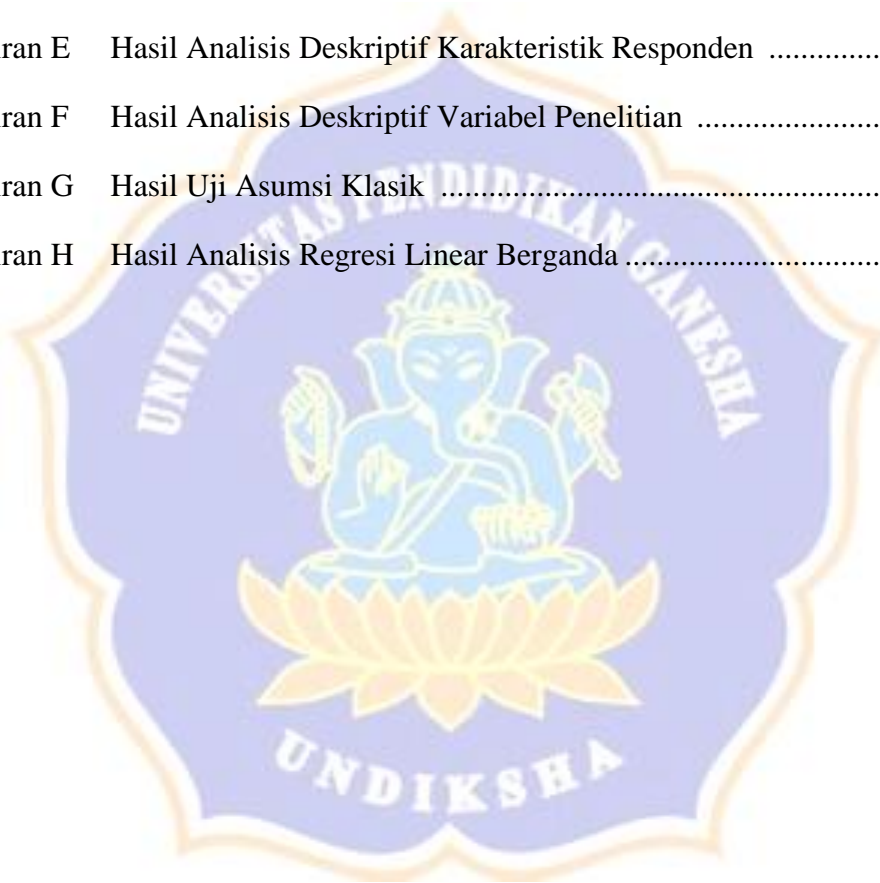 ran E Hasil Analisis Deskriptif Karakteristik Responden ..............
ran F Hasil Analisis Deskriptif Variabel Penelitian .......................
ran G Hasil Uji Asumsi Klasik ........................................................
ran H Hasil Analisis Regresi Linear Berganda ................................
UNIVERSITAS PENDIDIKAN GANESHA
UNDIKSHA